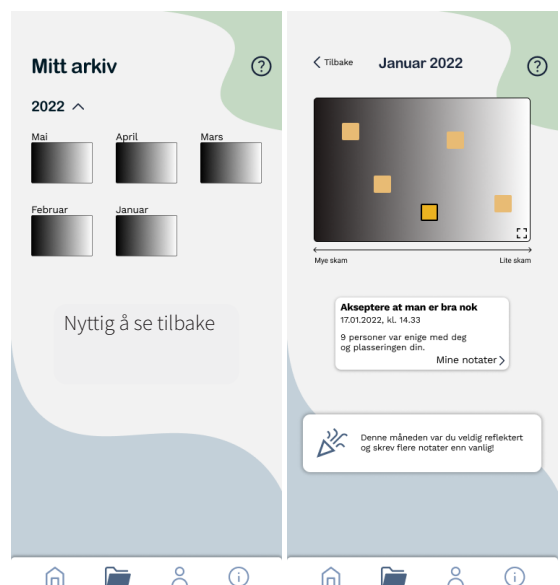 Mitt arkiv
?
2022
Mai April Mars
Februar Januar
Nyttig å se tilbake
Tilbake Januar 2022
?
Mye skam Lite skam
Akseptere at man er bra nok
17.01.2022, kl. 14.33
9 personer var enige med deg
og plasseringen din.
Mine notater
Denne måneden var du veldig reflektert
og skrev flere notater enn vanlig!